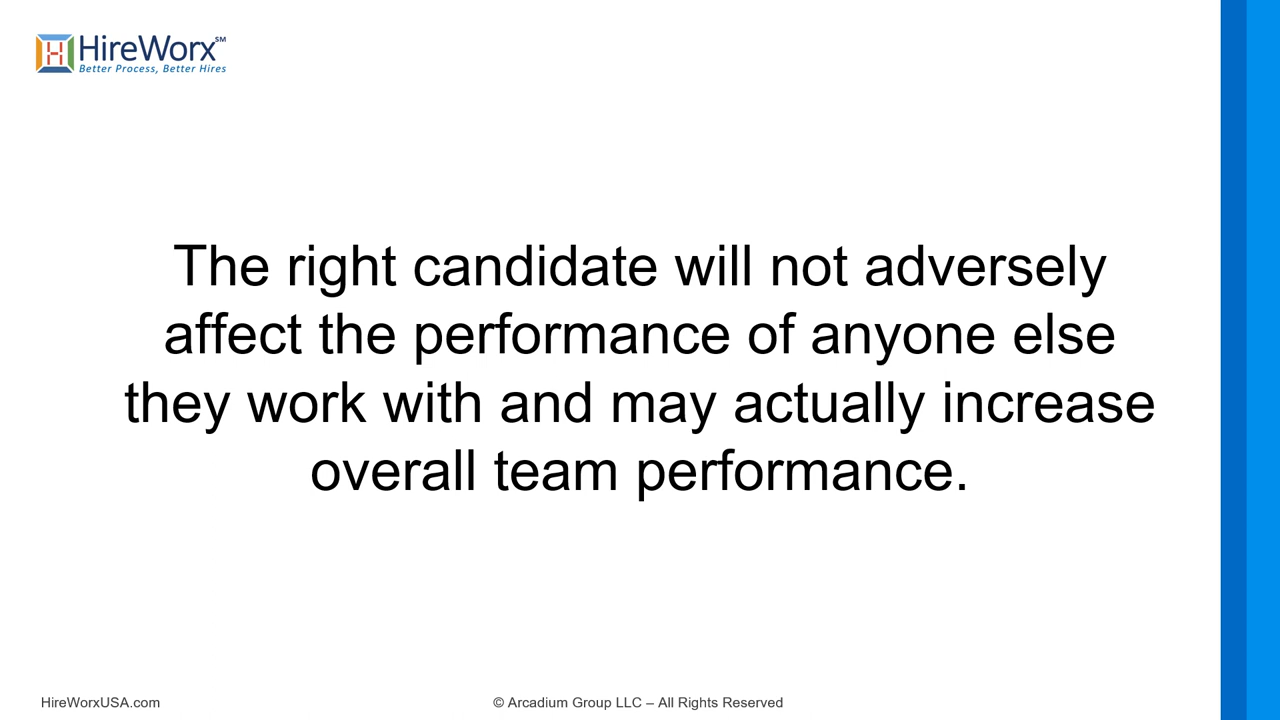 H HireWorx℠
Better Process, Better Hires
The right candidate will not adversely
affect the performance of anyone else
they work with and may actually increase
overall team performance.
HireWorxUSA.com
© Arcadium Group LLC – All Rights Reserved